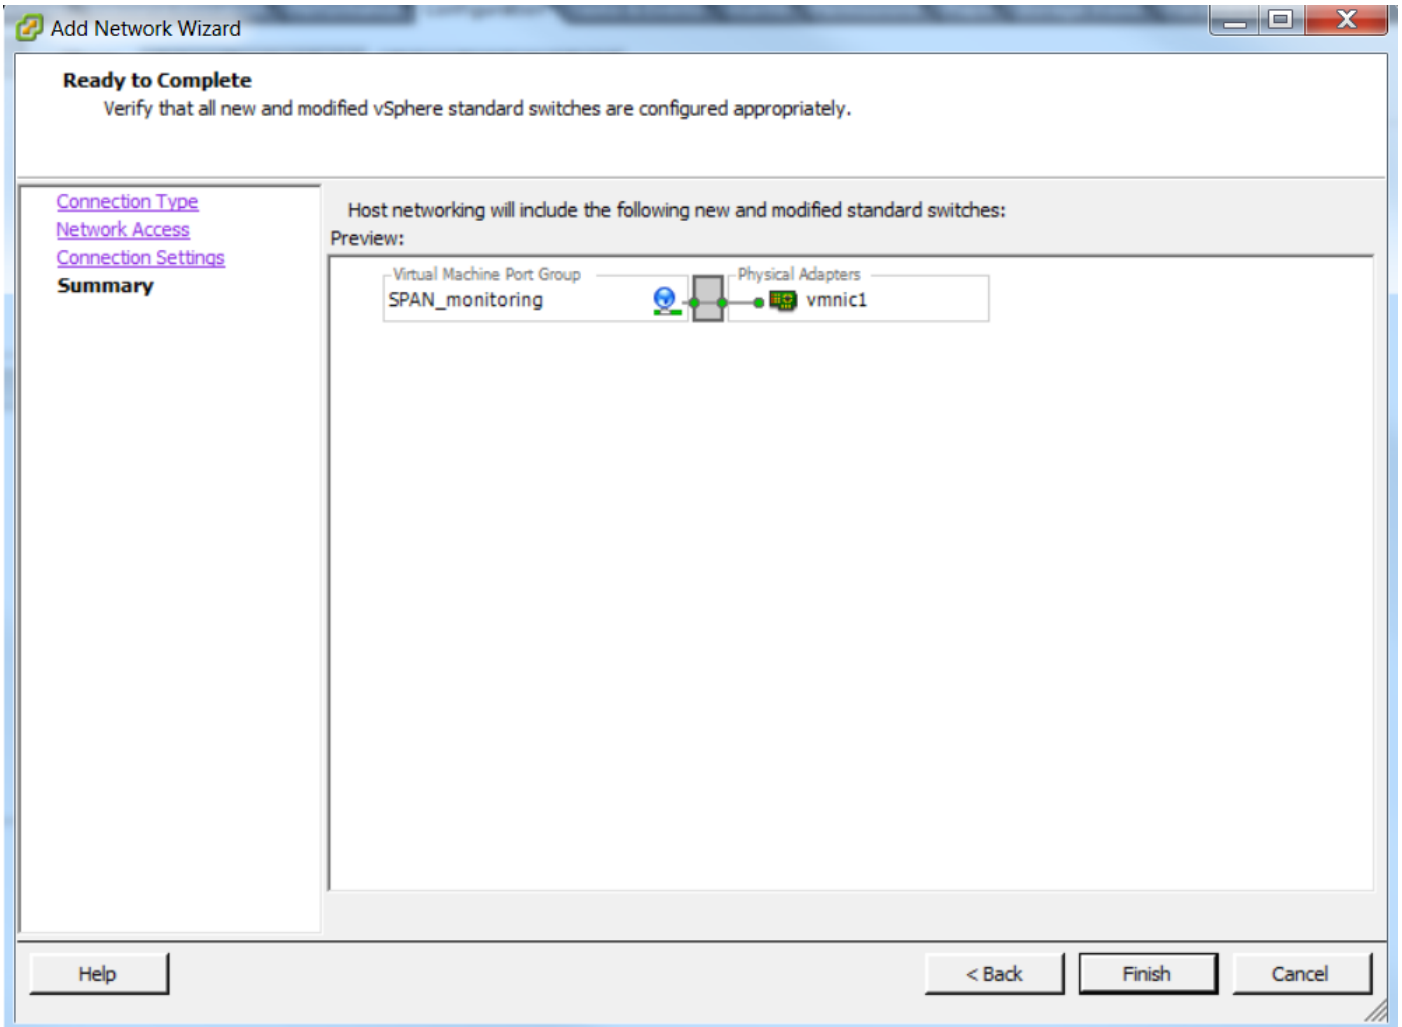 Add Network Wizard
Ready to Complete
Verify that all new and modified vSphere standard switches are configured appropriately.
Connection Type
Network Access
Connection Settings
Summary
Host networking will include the following new and modified standard switches:
Preview:
Virtual Machine Port Group
Physical Adapters
SPAN_monitoring
vmnic1
Help
< Back
Finish
Cancel